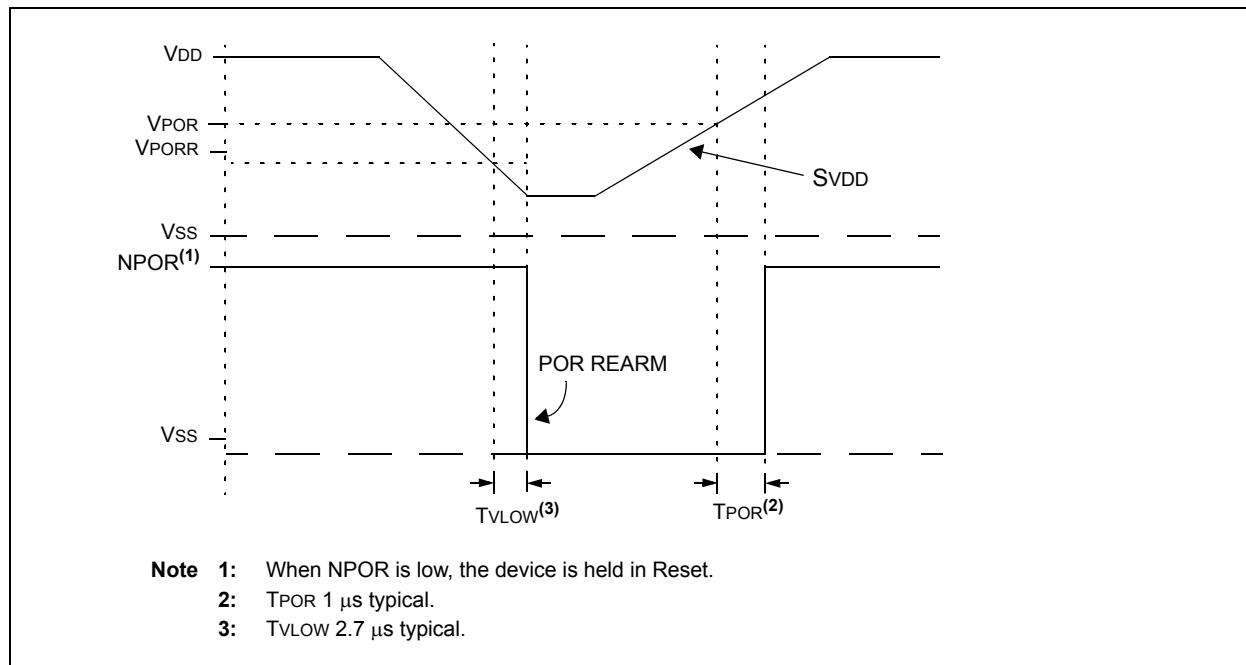 VDD
VPOR
VPORR
SVDD
VSS
NPOR(1)
POR REARM
VSS
TVLOW(3)
TPOR(2)
Note 1: When NPOR is low, the device is held in Reset.
2: TPOR 1 μs typical.
3: TVLOW 2.7 μs typical.